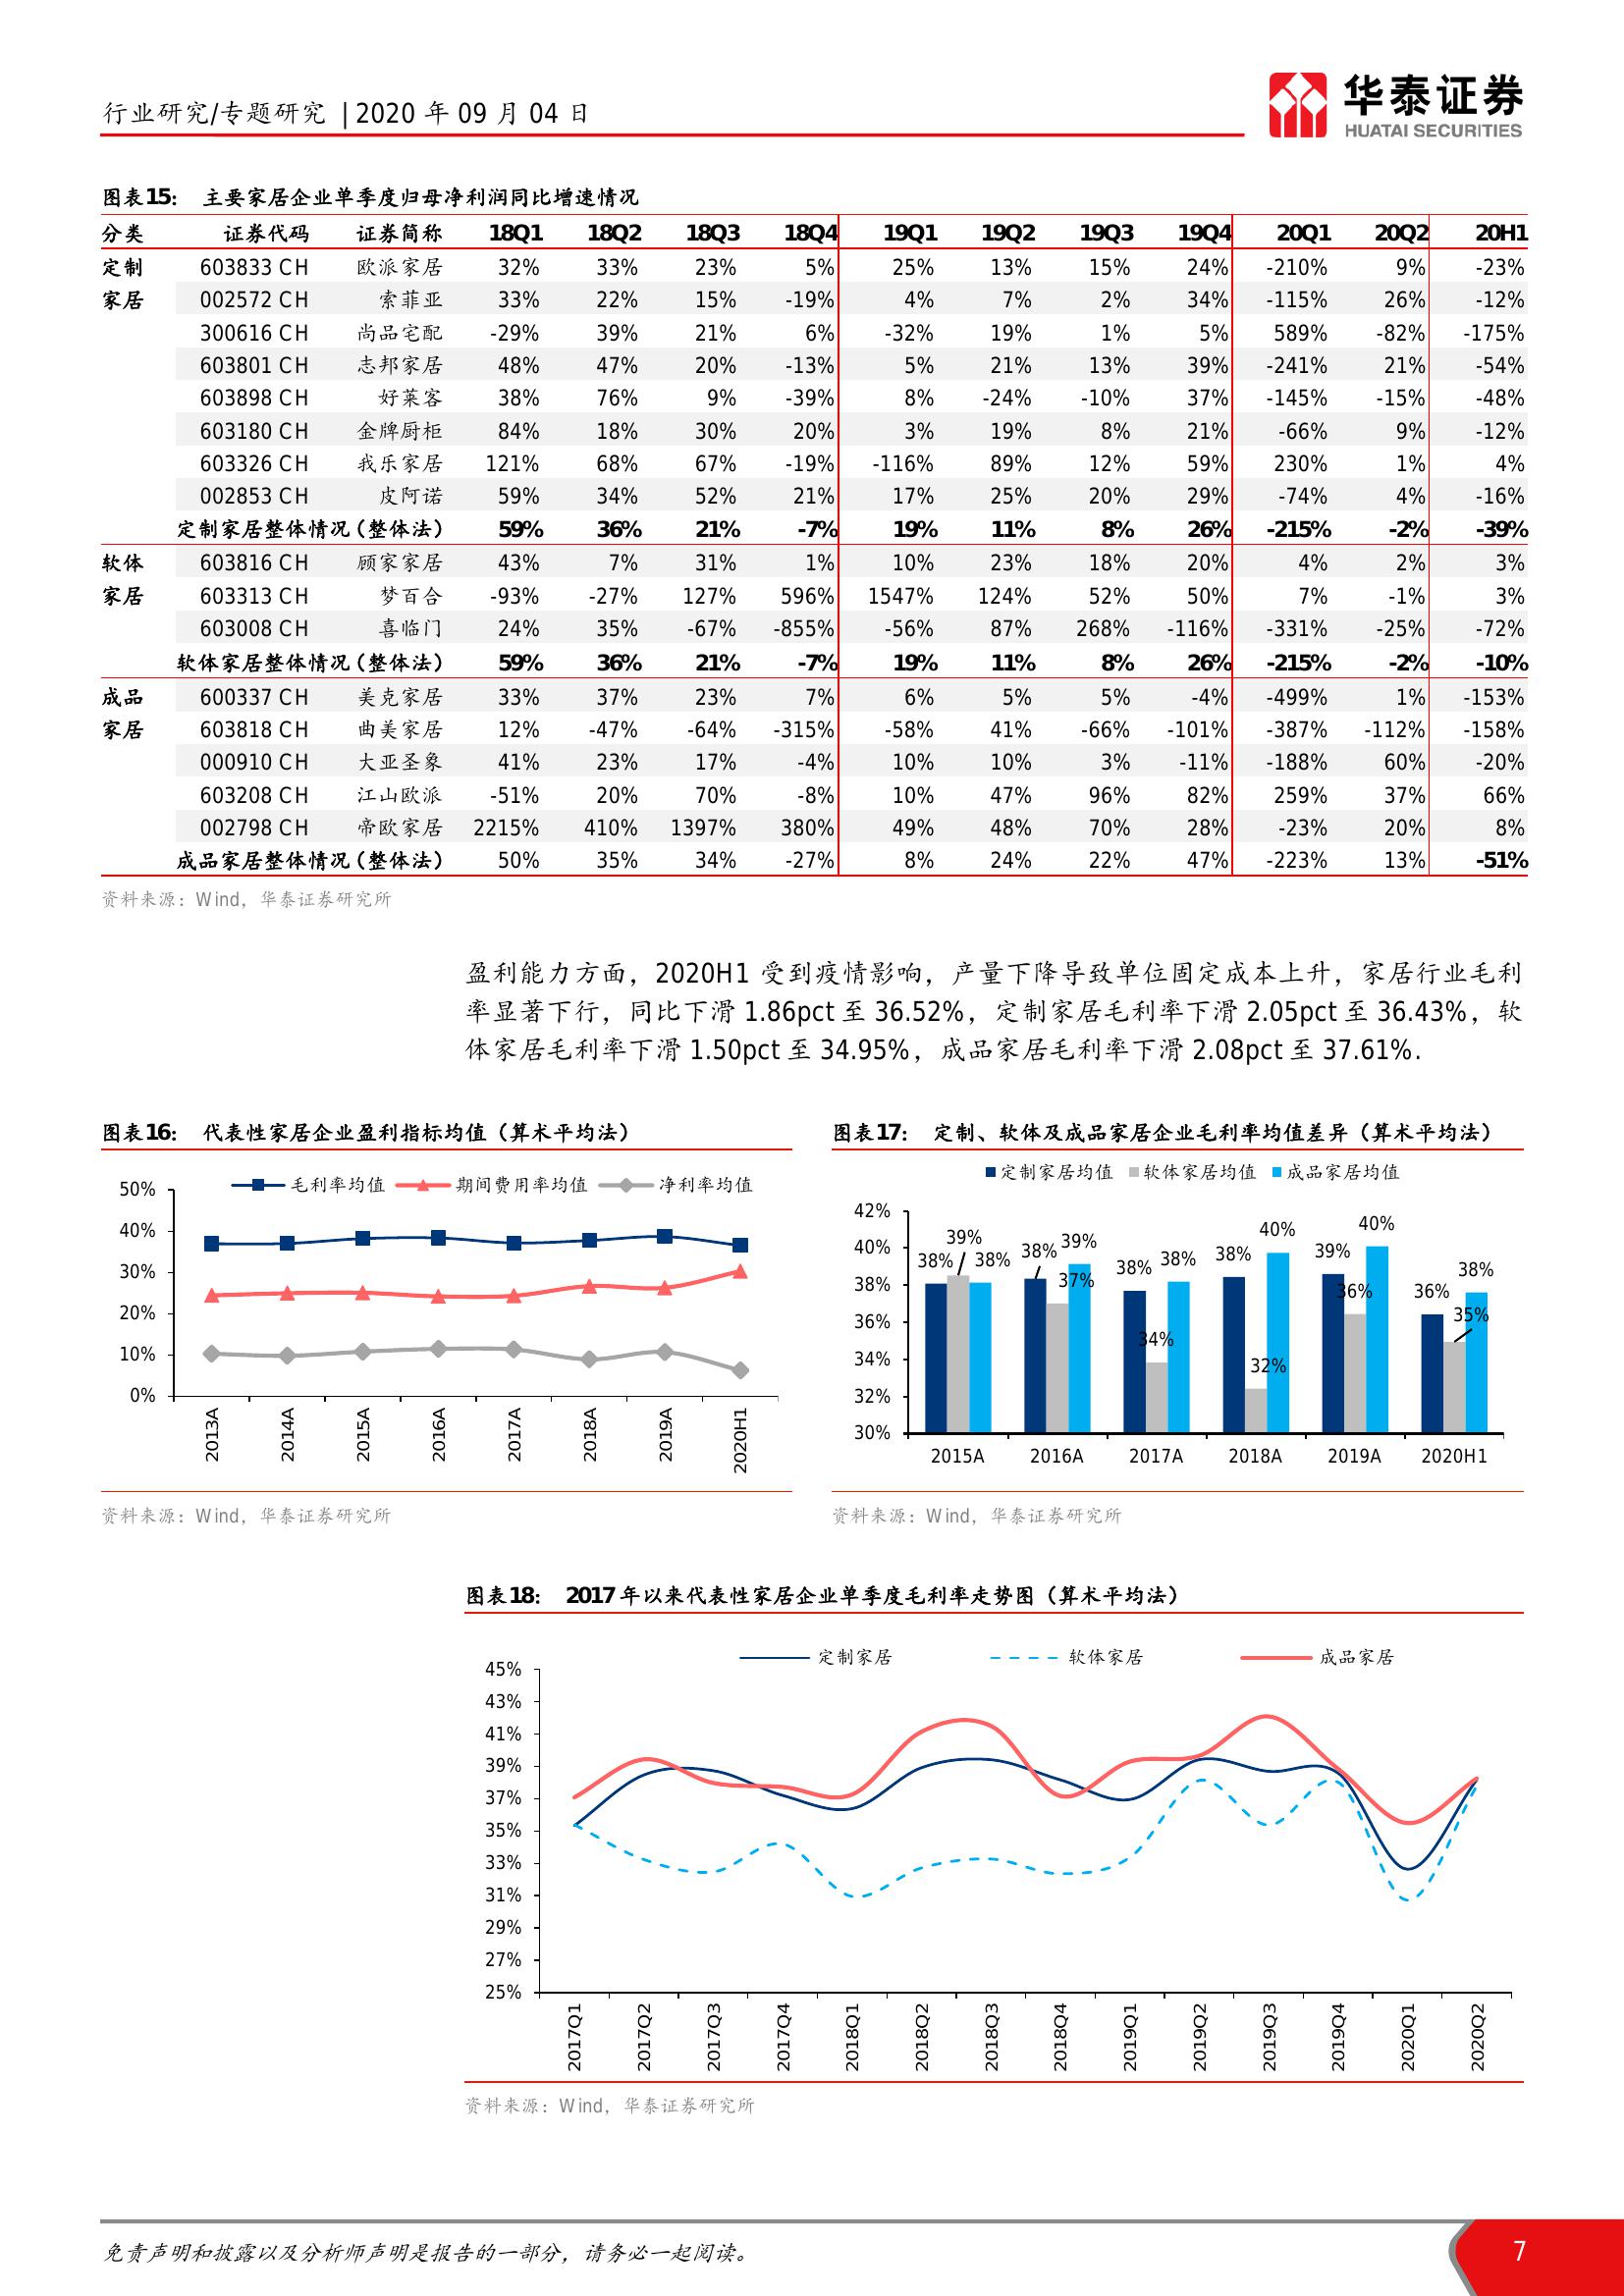 行业研究/专题研究 | 2020 年 09 月 04 日
华泰证券
HUATAI SECURITIES
图表15： 主要家居企业单季度归母净利润同比增速情况
分类 证券代码 证券简称 18Q1 18Q2 18Q3 18Q4 19Q1 19Q2 19Q3 19Q4 20Q1 20Q2 20H1
定制 603833 CH 欧派家居 32% 33% 23% 5% 25% 13% 15% 24% -210% 9% -23%
家居 002572 CH 索菲亚 33% 22% 15% -19% 4% 7% 2% 34% -115% 26% -12%
300616 CH 尚品宅配 -29% 39% 21% 6% -32% 19% 1% 5% 589% -82% -175%
603801 CH 志邦家居 48% 47% 20% -13% 5% 21% 13% 39% -241% 21% -54%
603898 CH 好莱客 38% 76% 9% -39% 8% -24% -10% 37% -145% -15% -48%
603180 CH 金牌厨柜 84% 18% 30% 20% 3% 19% 8% 21% -66% 9% -12%
603326 CH 我乐家居 121% 68% 67% -19% -116% 89% 12% 59% 230% 1% 4%
002853 CH 皮阿诺 59% 34% 52% 21% 17% 25% 20% 29% -74% 4% -16%
定制家居整体情况（整体法） 59% 36% 21% -7% 19% 11% 8% 26% -215% -2% -39%
软体 603816 CH 顾家家居 43% 7% 31% 1% 10% 23% 18% 20% 4% 2% 3%
家居 603313 CH 梦百合 -93% -27% 127% 596% 1547% 124% 52% 50% 7% -1% 3%
603008 CH 喜临门 24% 35% -67% -855% -56% 87% 268% -116% -331% -25% -72%
软体家居整体情况（整体法） 59% 36% 21% -7% 19% 11% 8% 26% -215% -2% -10%
成品 600337 CH 美克家居 33% 37% 23% 7% 6% 5% 5% -4% -499% 1% -153%
家居 603818 CH 曲美家居 12% -47% -64% -315% -58% 41% -66% -101% -387% -112% -158%
000910 CH 大亚圣象 41% 23% 17% -4% 10% 10% 3% -11% -188% 60% -20%
603208 CH 江山欧派 -51% 20% 70% -8% 10% 47% 96% 82% 259% 37% 66%
002798 CH 帝欧家居 2215% 410% 1397% 380% 49% 48% 70% 28% -23% 20% 8%
成品家居整体情况（整体法） 50% 35% 34% -27% 8% 24% 22% 47% -223% 13% -51%
资料来源：Wind，华泰证券研究所
盈利能力方面，2020H1 受到疫情影响，产量下降导致单位固定成本上升，家居行业毛利
率显著下行，同比下滑 1.86pct 至 36.52%，定制家居毛利率下滑 2.05pct 至 36.43%，软
体家居毛利率下滑 1.50pct 至 34.95%，成品家居毛利率下滑 2.08pct 至 37.61%.
图表16： 代表性家居企业盈利指标均值（算术平均法）
毛利率均值 期间费用率均值 净利率均值
50%
40%
30%
20%
10%
0%
2013A 2014A 2015A 2016A 2017A 2018A 2019A 2020H1
资料来源：Wind，华泰证券研究所
图表17： 定制、软体及成品家居企业毛利率均值差异（算术平均法）
定制家居均值 软体家居均值 成品家居均值
42%
40%
38%
36%
34%
32%
30%
38% 39% 38% 38% 37% 39% 38% 34% 38% 38% 32% 40% 39% 36% 40% 36% 35% 38%
2015A 2016A 2017A 2018A 2019A 2020H1
资料来源：Wind，华泰证券研究所
图表18： 2017 年以来代表性家居企业单季度毛利率走势图（算术平均法）
定制家居 软体家居 成品家居
45%
43%
41%
39%
37%
35%
33%
31%
29%
27%
25%
2017Q1 2017Q2 2017Q3 2017Q4 2018Q1 2018Q2 2018Q3 2018Q4 2019Q1 2019Q2 2019Q3 2019Q4 2020Q1 2020Q2
资料来源：Wind，华泰证券研究所
免责声明和披露以及分析师声明是报告的一部分，请务必一起阅读。
7